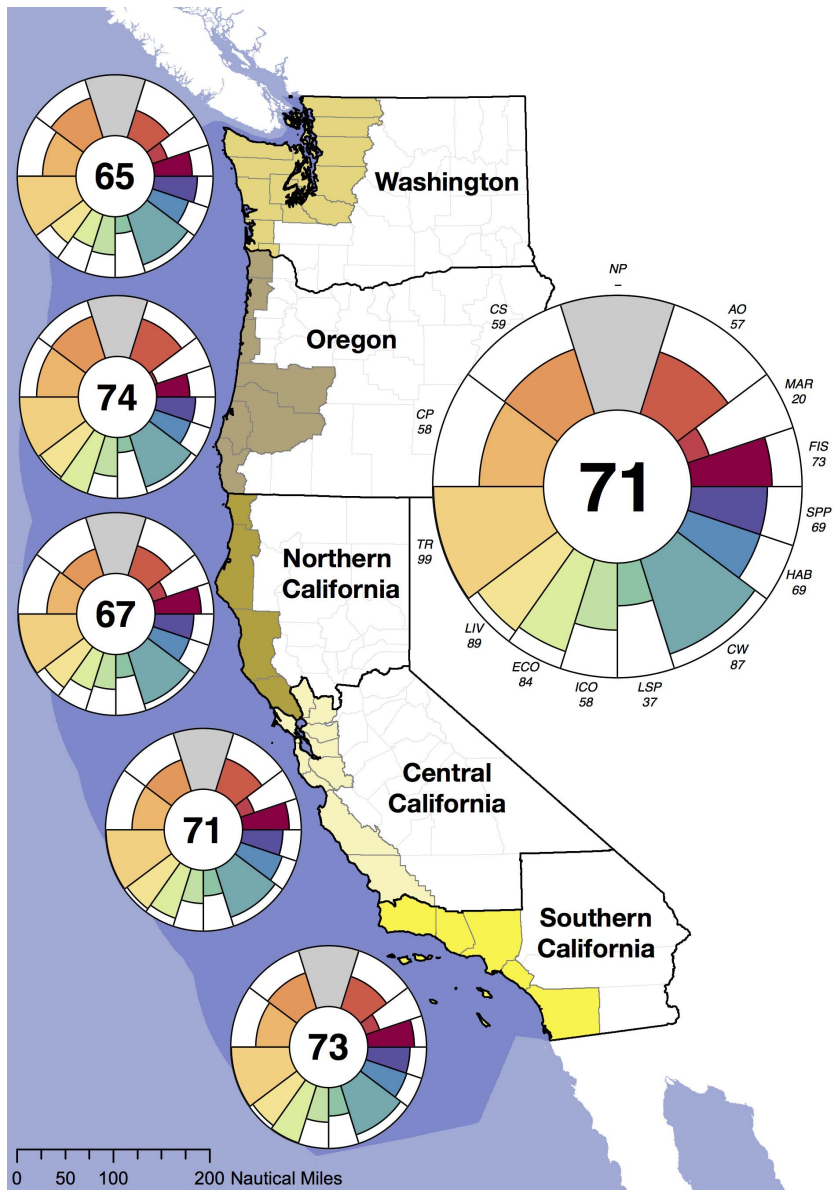 65
Washington
NP
–
CS
59
AO
57
74
Oregon
MAR
20
CP
58
FIS
73
71
SPP
69
67
Northern
California
TR
99
HAB
69
LIV
89
CW
87
ECO
84
ICO
58
LSP
37
71
Central
California
Southern
California
73
0 50 100 200 Nautical Miles